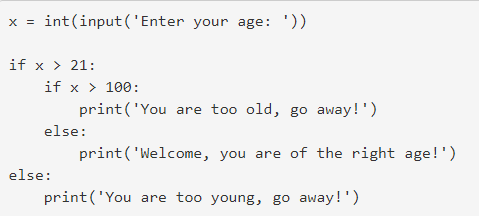 x = int(input('Enter your age: '))
if x > 21:
    if x > 100:
        print('You are too old, go away!')
    else:
        print('Welcome, you are of the right age!')
else:
    print('You are too young, go away!')